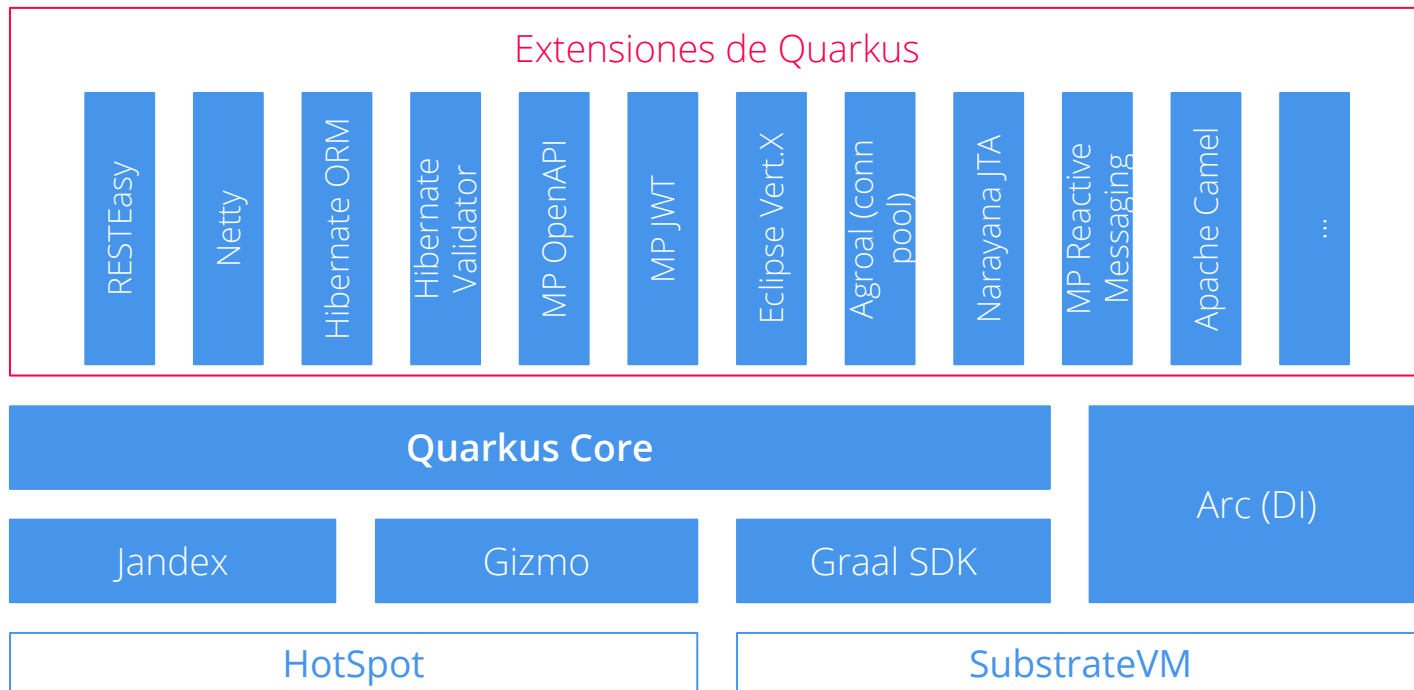 Extensiones de Quarkus
RESTEasy
Netty
Hibernate ORM
Hibernate
Validator
MP OpenAPI
MP JWT
Eclipse Vert.X
Agroal (conn
pool)
Narayana JTA
MP Reactive
Messaging
Apache Camel
...
Quarkus Core
Arc (DI)
Jandex
Gizmo
Graal SDK
HotSpot
SubstrateVM